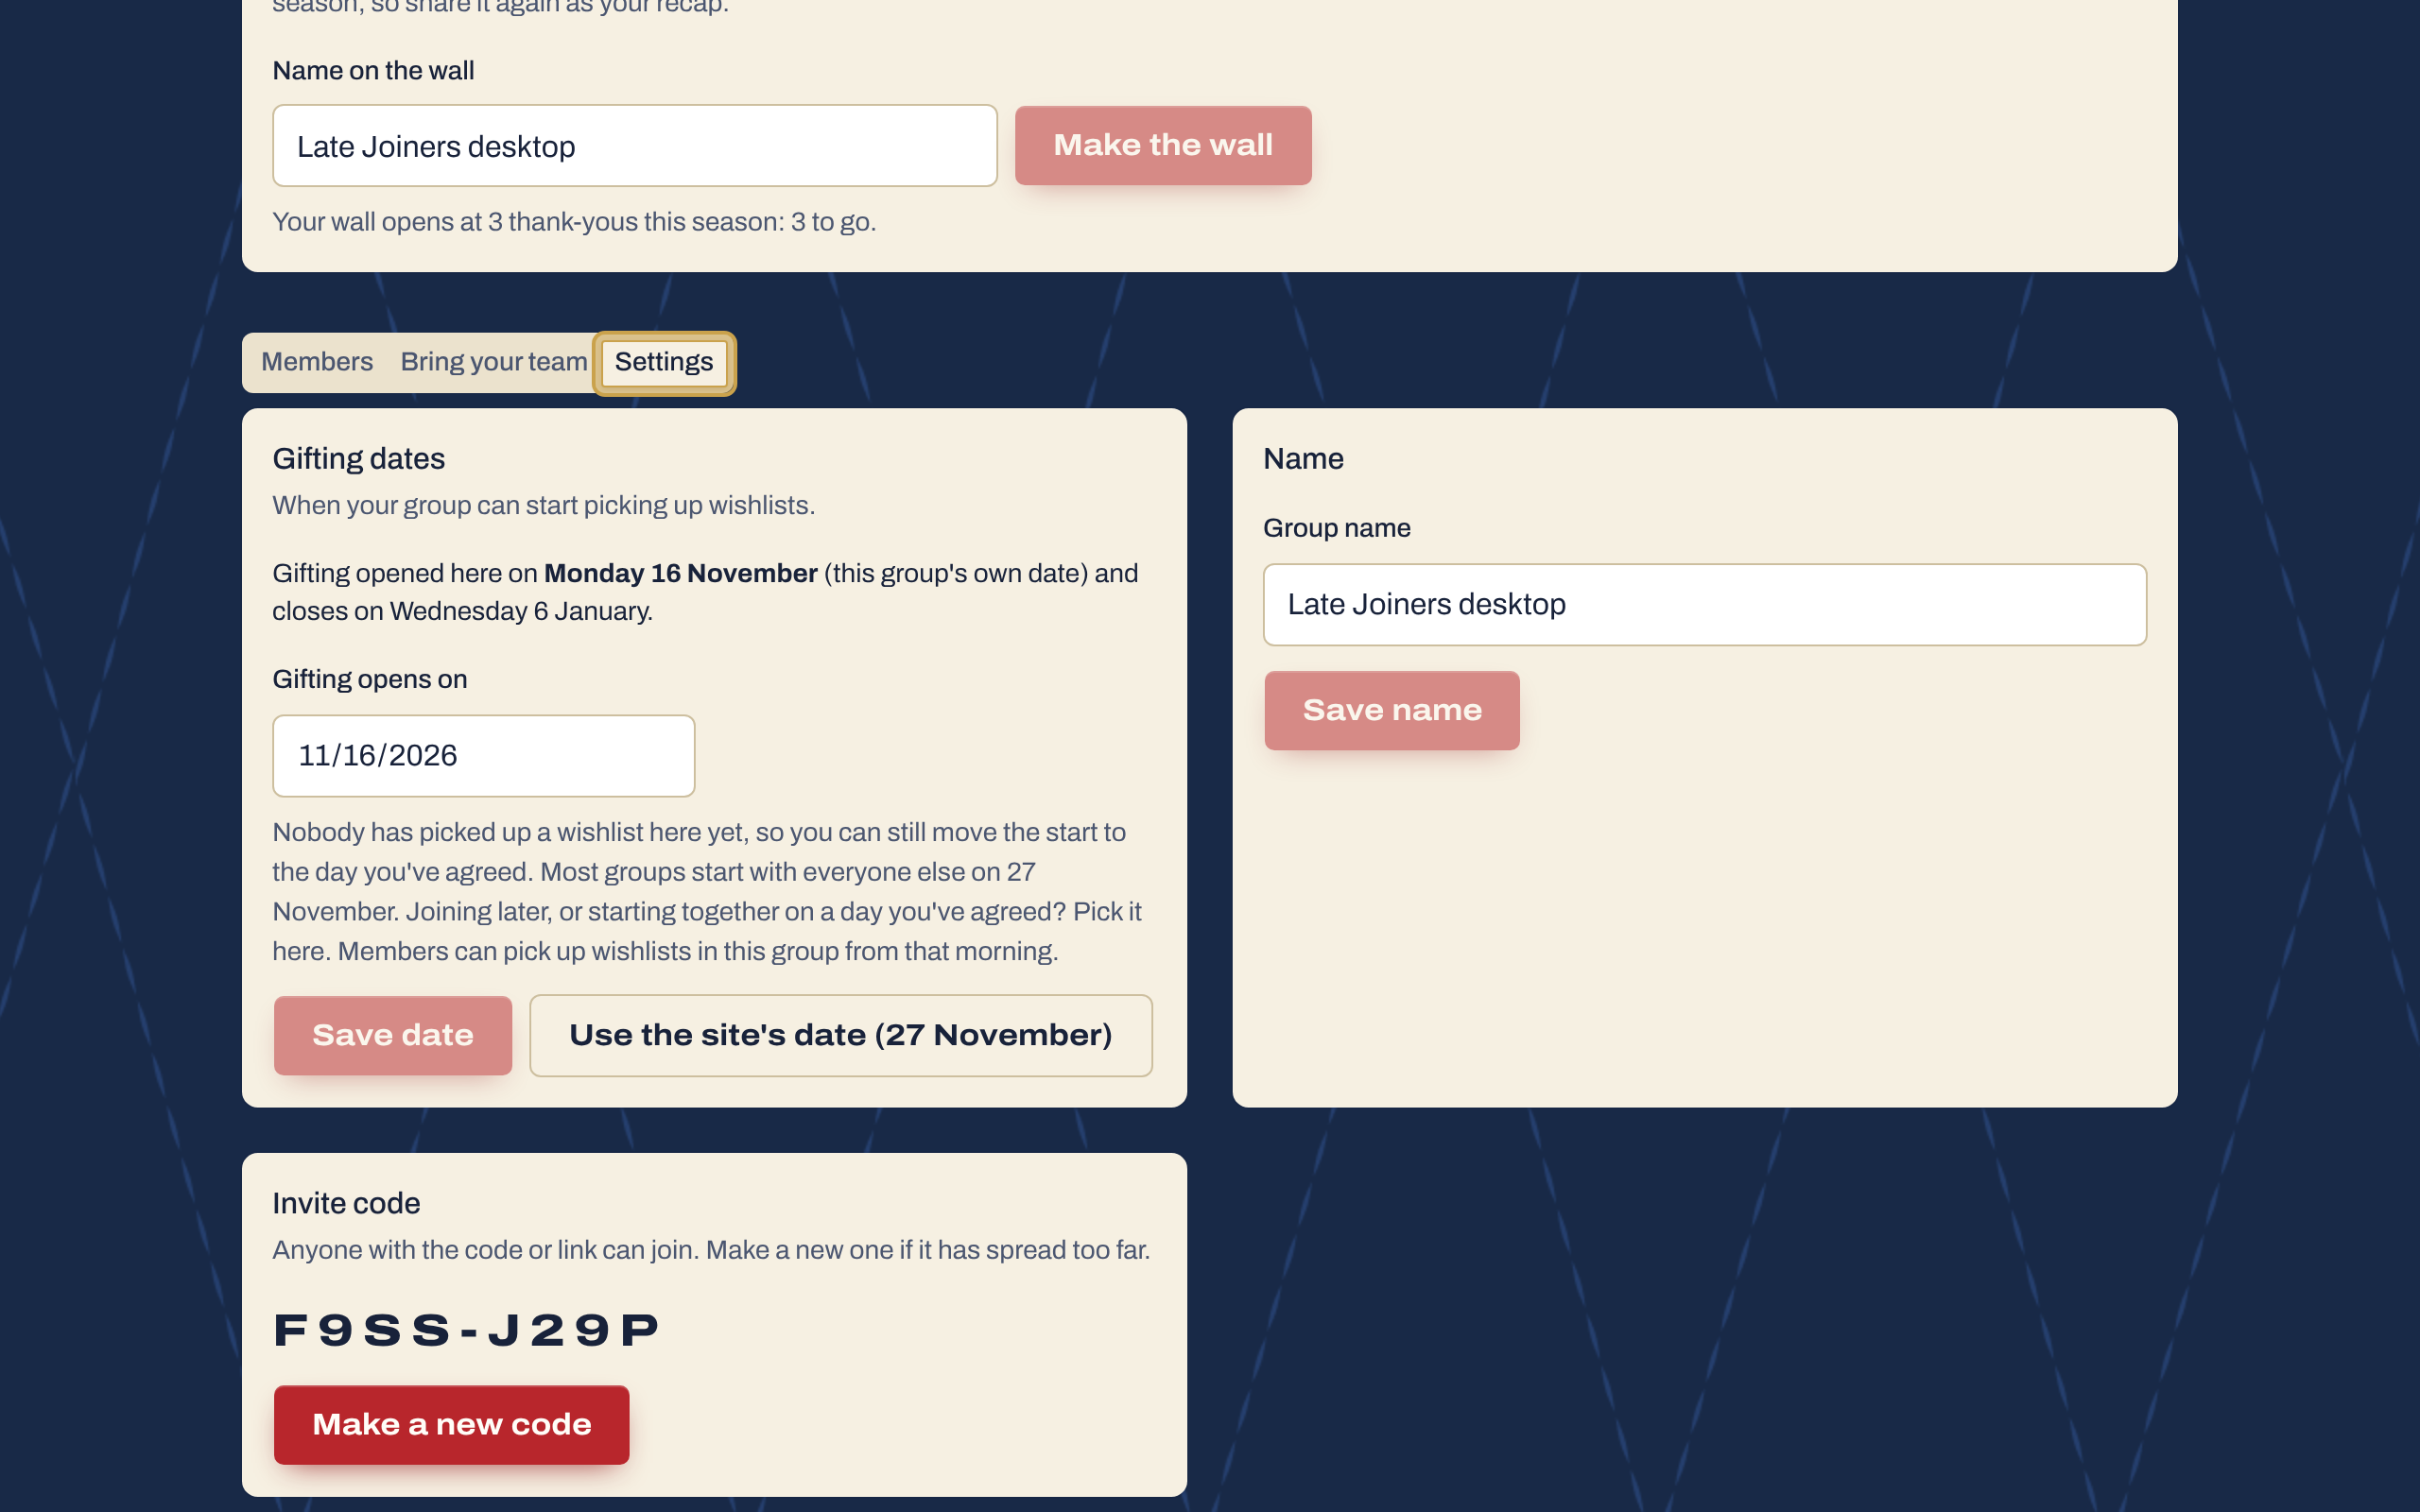 season, so share it again as your recap.
Name on the wall
Late Joiners desktop
Make the wall
Your wall opens at 3 thank-yous this season: 3 to go.
Members
Bring your team
Settings
Gifting dates
When your group can start picking up wishlists.
Gifting opened here on Monday 16 November (this group's own date) and
closes on Wednesday 6 January.
Gifting opens on
11/16/2026
Nobody has picked up a wishlist here yet, so you can still move the start to
the day you've agreed. Most groups start with everyone else on 27
November. Joining later, or starting together on a day you've agreed? Pick it
here. Members can pick up wishlists in this group from that morning.
Save date
Use the site's date (27 November)
Name
Group name
Late Joiners desktop
Save name
Invite code
Anyone with the code or link can join. Make a new one if it has spread too far.
F9SS-J29P
Make a new code